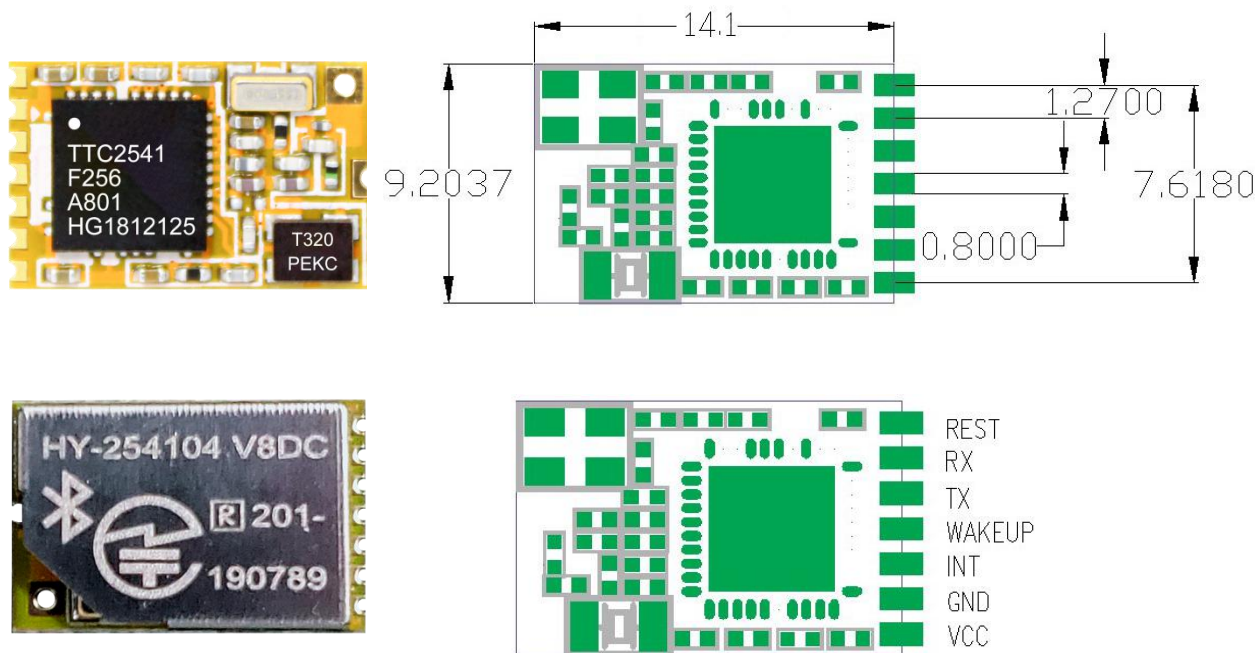 TTC2541
F256
A801
HG1812125
T320
PEKC
14.1
9.2037
1.2700
7.6180
0.8000
HY-254104 V8DC
R 201-
190789
REST
RX
TX
WAKEUP
INT
GND
VCC